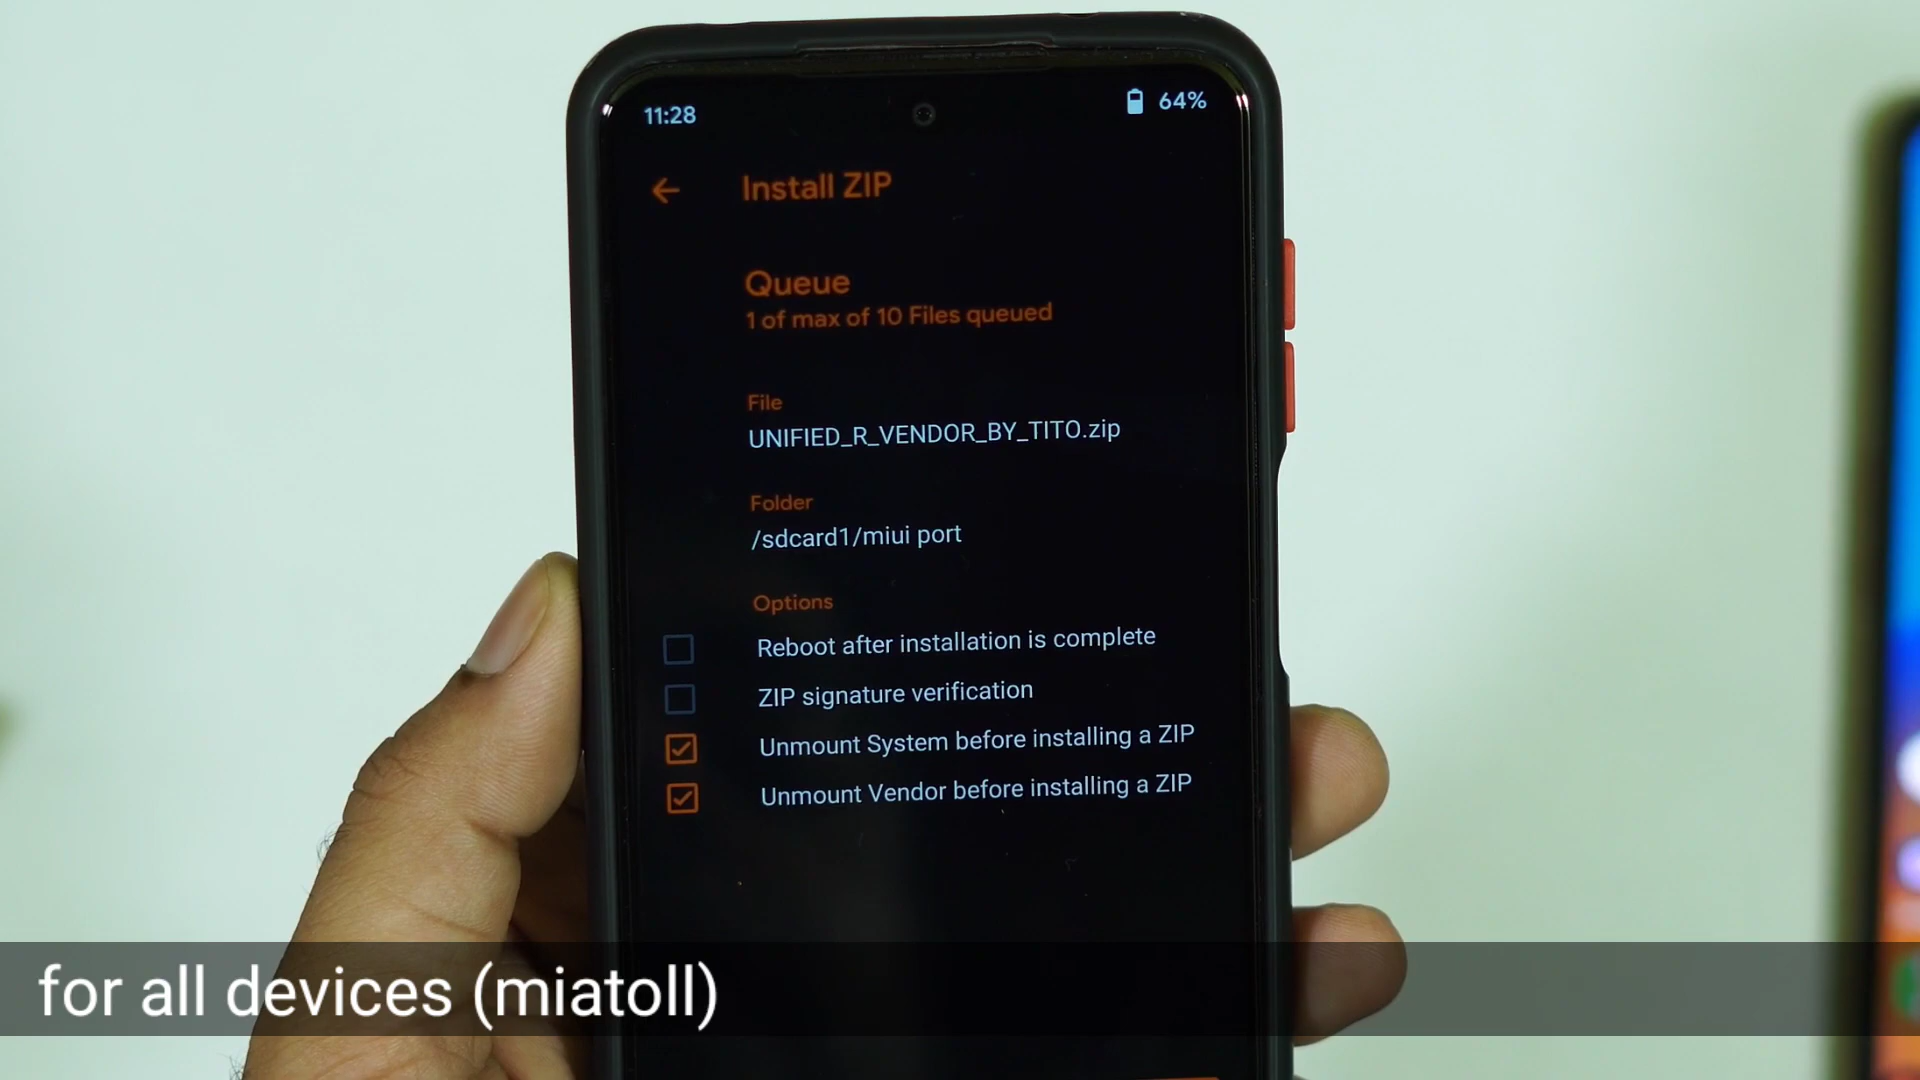 11:28
64%
Install ZIP
Queue
1 of max of 10 Files queued
File
UNIFIED_R_VENDOR_BY_TITO.zip
Folder
/sdcard1/miui port
Options
Reboot after installation is complete
ZIP signature verification
Unmount System before installing a ZIP
Unmount Vendor before installing a ZIP
for all devices (miatoll)